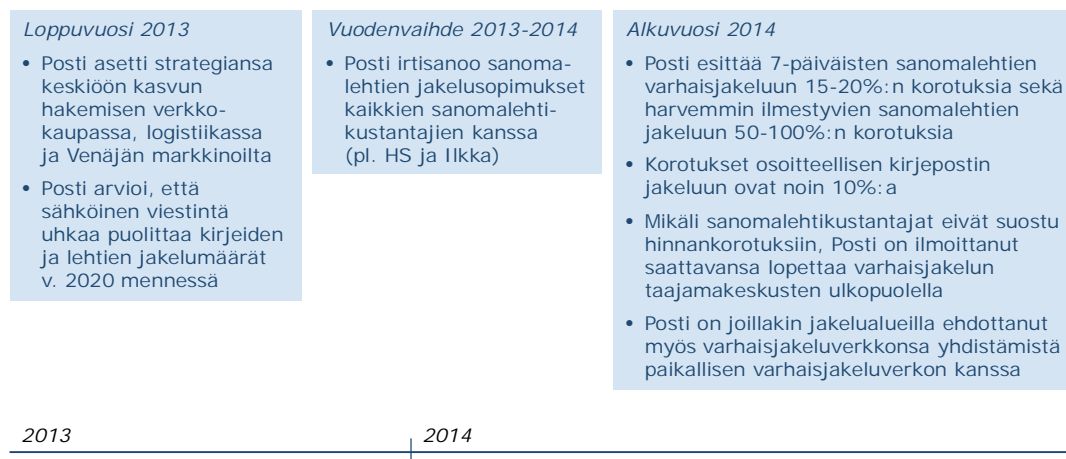 Loppuvuosi 2013
• Posti asetti strategiansa
keskiöön kasvun
hakemisen verkko-
kaupassa, logistiikassa
ja Venäjän markkinoilta
• Posti arvioi, että
sähköinen viestintä
uhkaa puolittaa kirjeiden
ja lehtien jakelumäärät
v. 2020 mennessä
Vuodenvaihde 2013-2014
• Posti irtisanoo sanoma-
lehtien jakelusopimukset
kaikkien sanomalehti-
kustantajien kanssa
(pl. HS ja Ilkka)
Alkuvuosi 2014
• Posti esittää 7-päiväisten sanomalehtien
varhaisjakeluun 15-20%:n korotuksia sekä
harvemmin ilmestyvien sanomalehtien
jakeluun 50-100%:n korotuksia
• Korotukset osoitteellisen kirjepostin
jakeluun ovat noin 10%:a
• Mikäli sanomalehtikustantajat eivät suostu
hinnankorotuksiin, Posti on ilmoittanut
saattavansa lopettaa varhaisjakelun
taajamakeskusten ulkopuolella
• Posti on joillakin jakelualueilla ehdottanut
myös varhaisjakeluverkkonsa yhdistämistä
paikallisen varhaisjakeluverkon kanssa
2013
2014